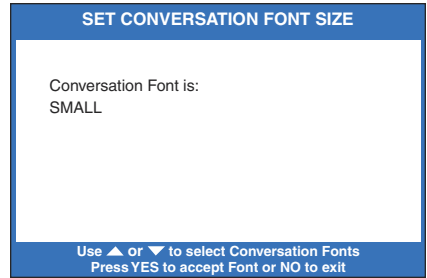 SET CONVERSATION FONT SIZE
Conversation Font is:
SMALL
Use ▲ or ▼ to select Conversation Fonts
Press YES to accept Font or NO to exit